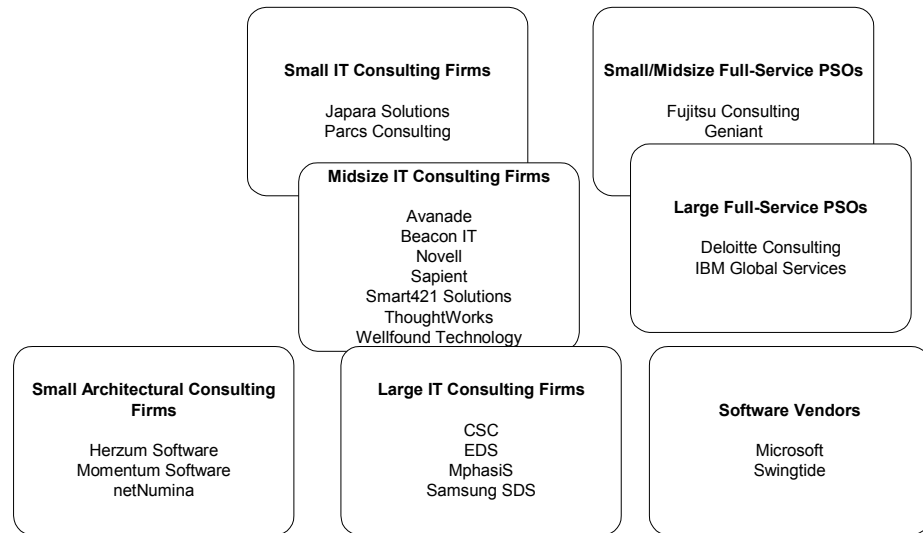 Small IT Consulting Firms
Japara Solutions
Parcs Consulting
Small/Midsize Full-Service PSOs
Fujitsu Consulting
Geniant
Midsize IT Consulting Firms
Avanade
Beacon IT
Novell
Sapient
Smart421 Solutions
ThoughtWorks
Wellfound Technology
Large Full-Service PSOs
Deloitte Consulting
IBM Global Services
Small Architectural Consulting
Firms
Herzum Software
Momentum Software
netNumina
Large IT Consulting Firms
CSC
EDS
MphasiS
Samsung SDS
Software Vendors
Microsoft
Swingtide